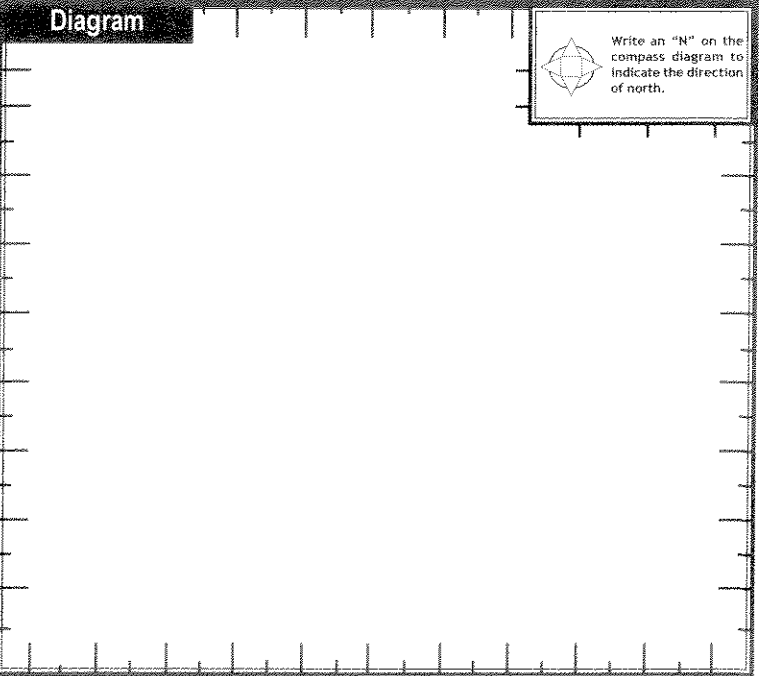 Diagram
Write an "N" on the
compass diagram to
indicate the direction
of north.